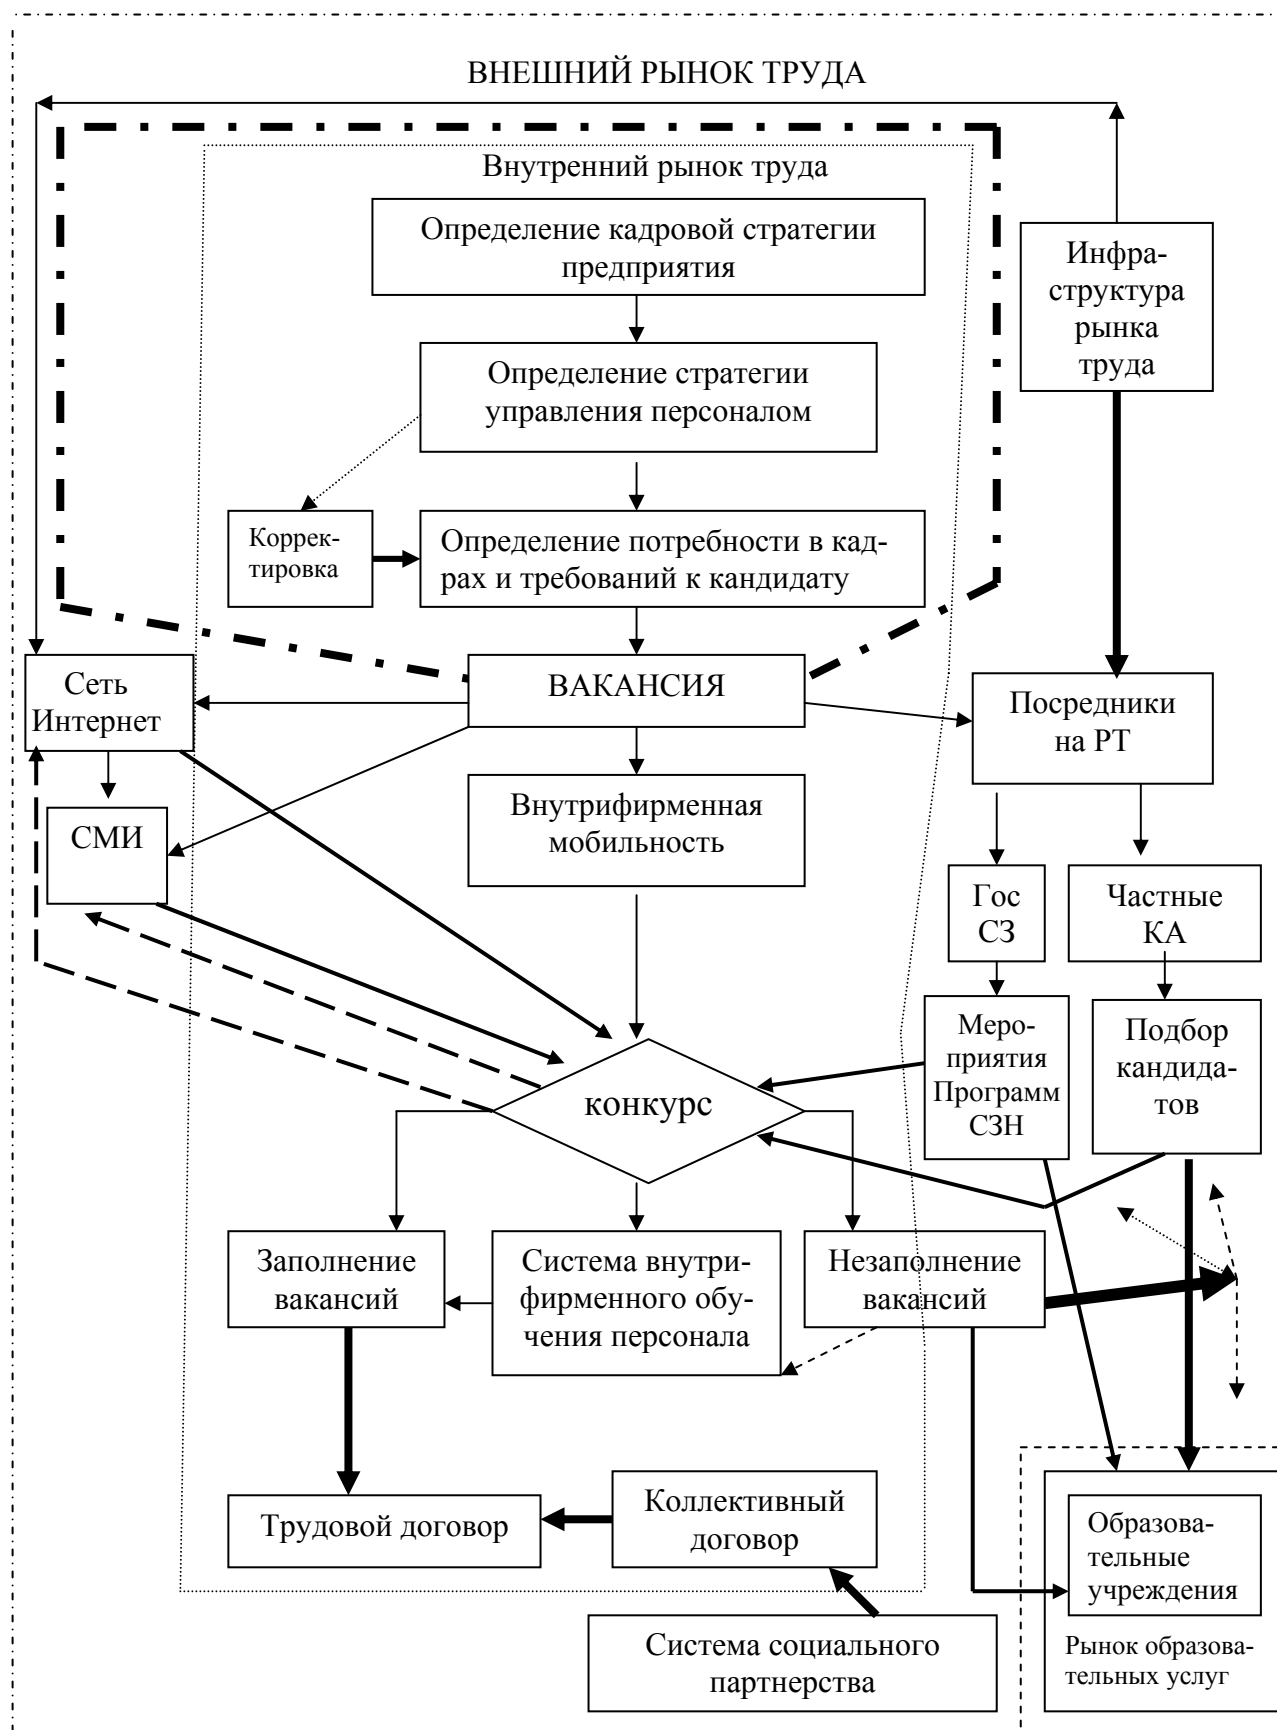 ВНЕШНИЙ РЫНОК ТРУДА
Внутренний рынок труда
Определение кадровой стратегии
предприятия
Инфра-
структура
рынка
труда
Определение стратегии
управления персоналом
Коррек-
тировка
Определение потребности в кад-
рах и требований к кандидату
Сеть
Интернет
ВАКАНСИЯ
Посредники
на РТ
СМИ
Внутрифирменная
мобильность
Гос
СЗ
Частные
КА
Меро-
приятия
Программ
СЗН
Подбор
кандида-
тов
конкурс
Заполнение
вакансий
Система внутри-
фирменного обу-
чения персонала
Незаполнение
вакансий
Трудовой договор
Коллективный
договор
Образова-
тельные
учреждения
Система социального
партнерства
Рынок образова-
тельных услуг